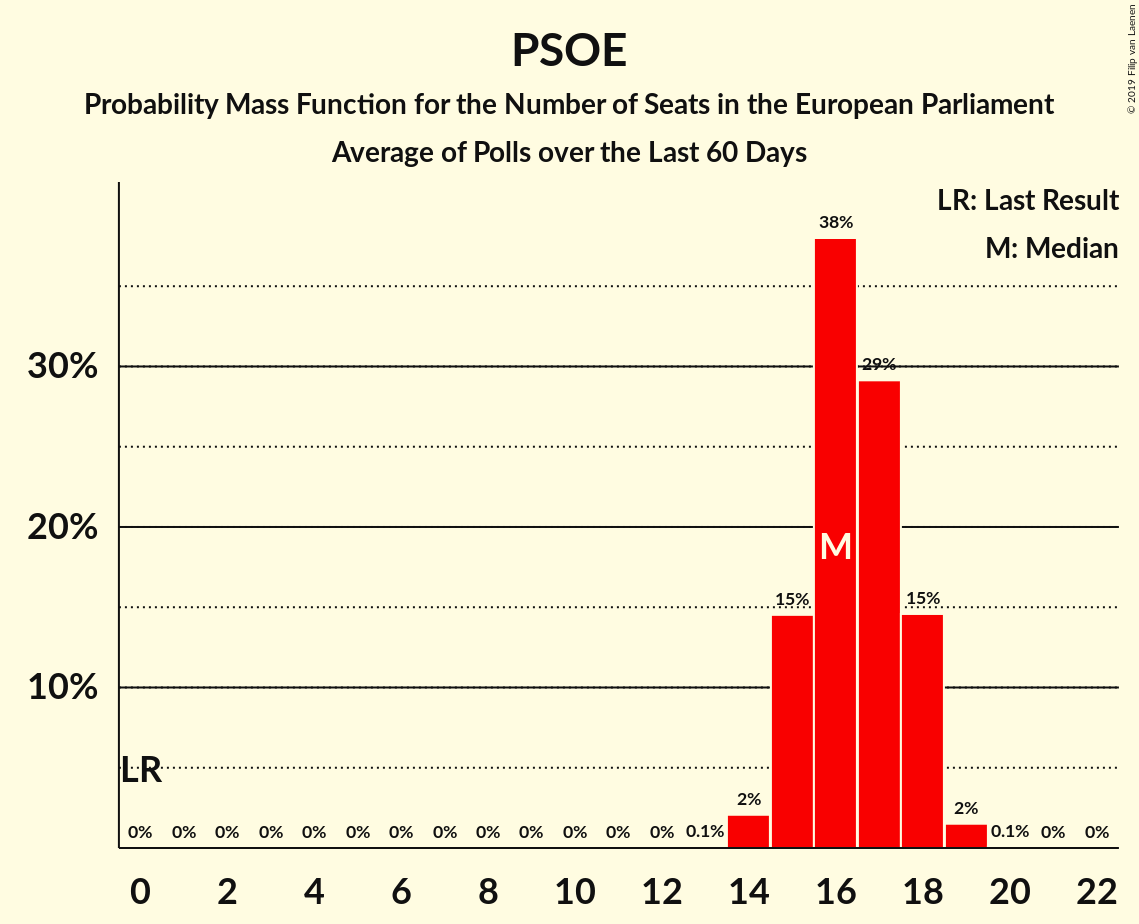 PSOE
Probability Mass Function for the Number of Seats in the European Parliament
Average of Polls over the Last 60 Days
© 2019 Filip van Laenen
LR: Last Result
M: Median
38%
30%
29%
20%
M
15%
15%
10%
LR
2%
2%
0% 0% 0% 0% 0% 0% 0% 0% 0% 0% 0% 0% 0% 0.1% 0.1% 0% 0%
0 2 4 6 8 10 12 14 16 18 20 22